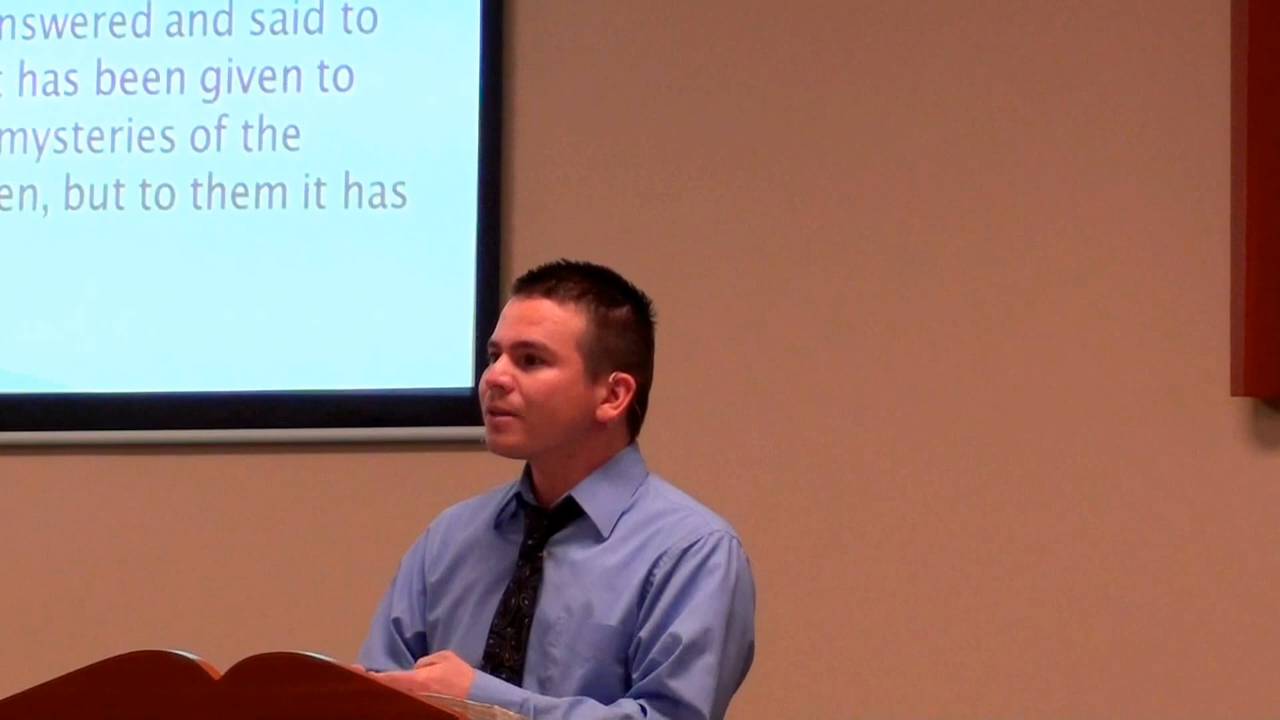 nswered and said to
has been given to
mysteries of the
en, but to them it has